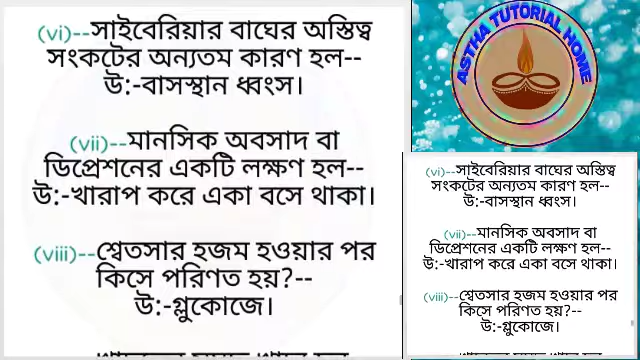 (vi)--সাইবেরিয়ার বাঘের অস্তিত্ব
সংকটের অন্যতম কারণ হল--
উ:-বাসস্থান ধ্বংস।
(vii)--মানসিক অবসাদ বা
ডিপ্রেশনের একটি লক্ষণ হল--
উ:-খারাপ করে একা বসে থাকা।
(viii)--শ্বেতসার হজম হওয়ার পর
কিসে পরিণত হয়?--
উ:-গ্লুকোজে।
ASTHA TUTORIAL HOME
(vi)--সাইবেরিয়ার বাঘের অস্তিত্ব
সংকটের অন্যতম কারণ হল--
উ:-বাসস্থান ধ্বংস।
(vii)--মানসিক অবসাদ বা
ডিপ্রেশনের একটি লক্ষণ হল--
উ:-খারাপ করে একা বসে থাকা।
(viii)--শ্বেতসার হজম হওয়ার পর
কিসে পরিণত হয়?--
উ:-গ্লুকোজে।